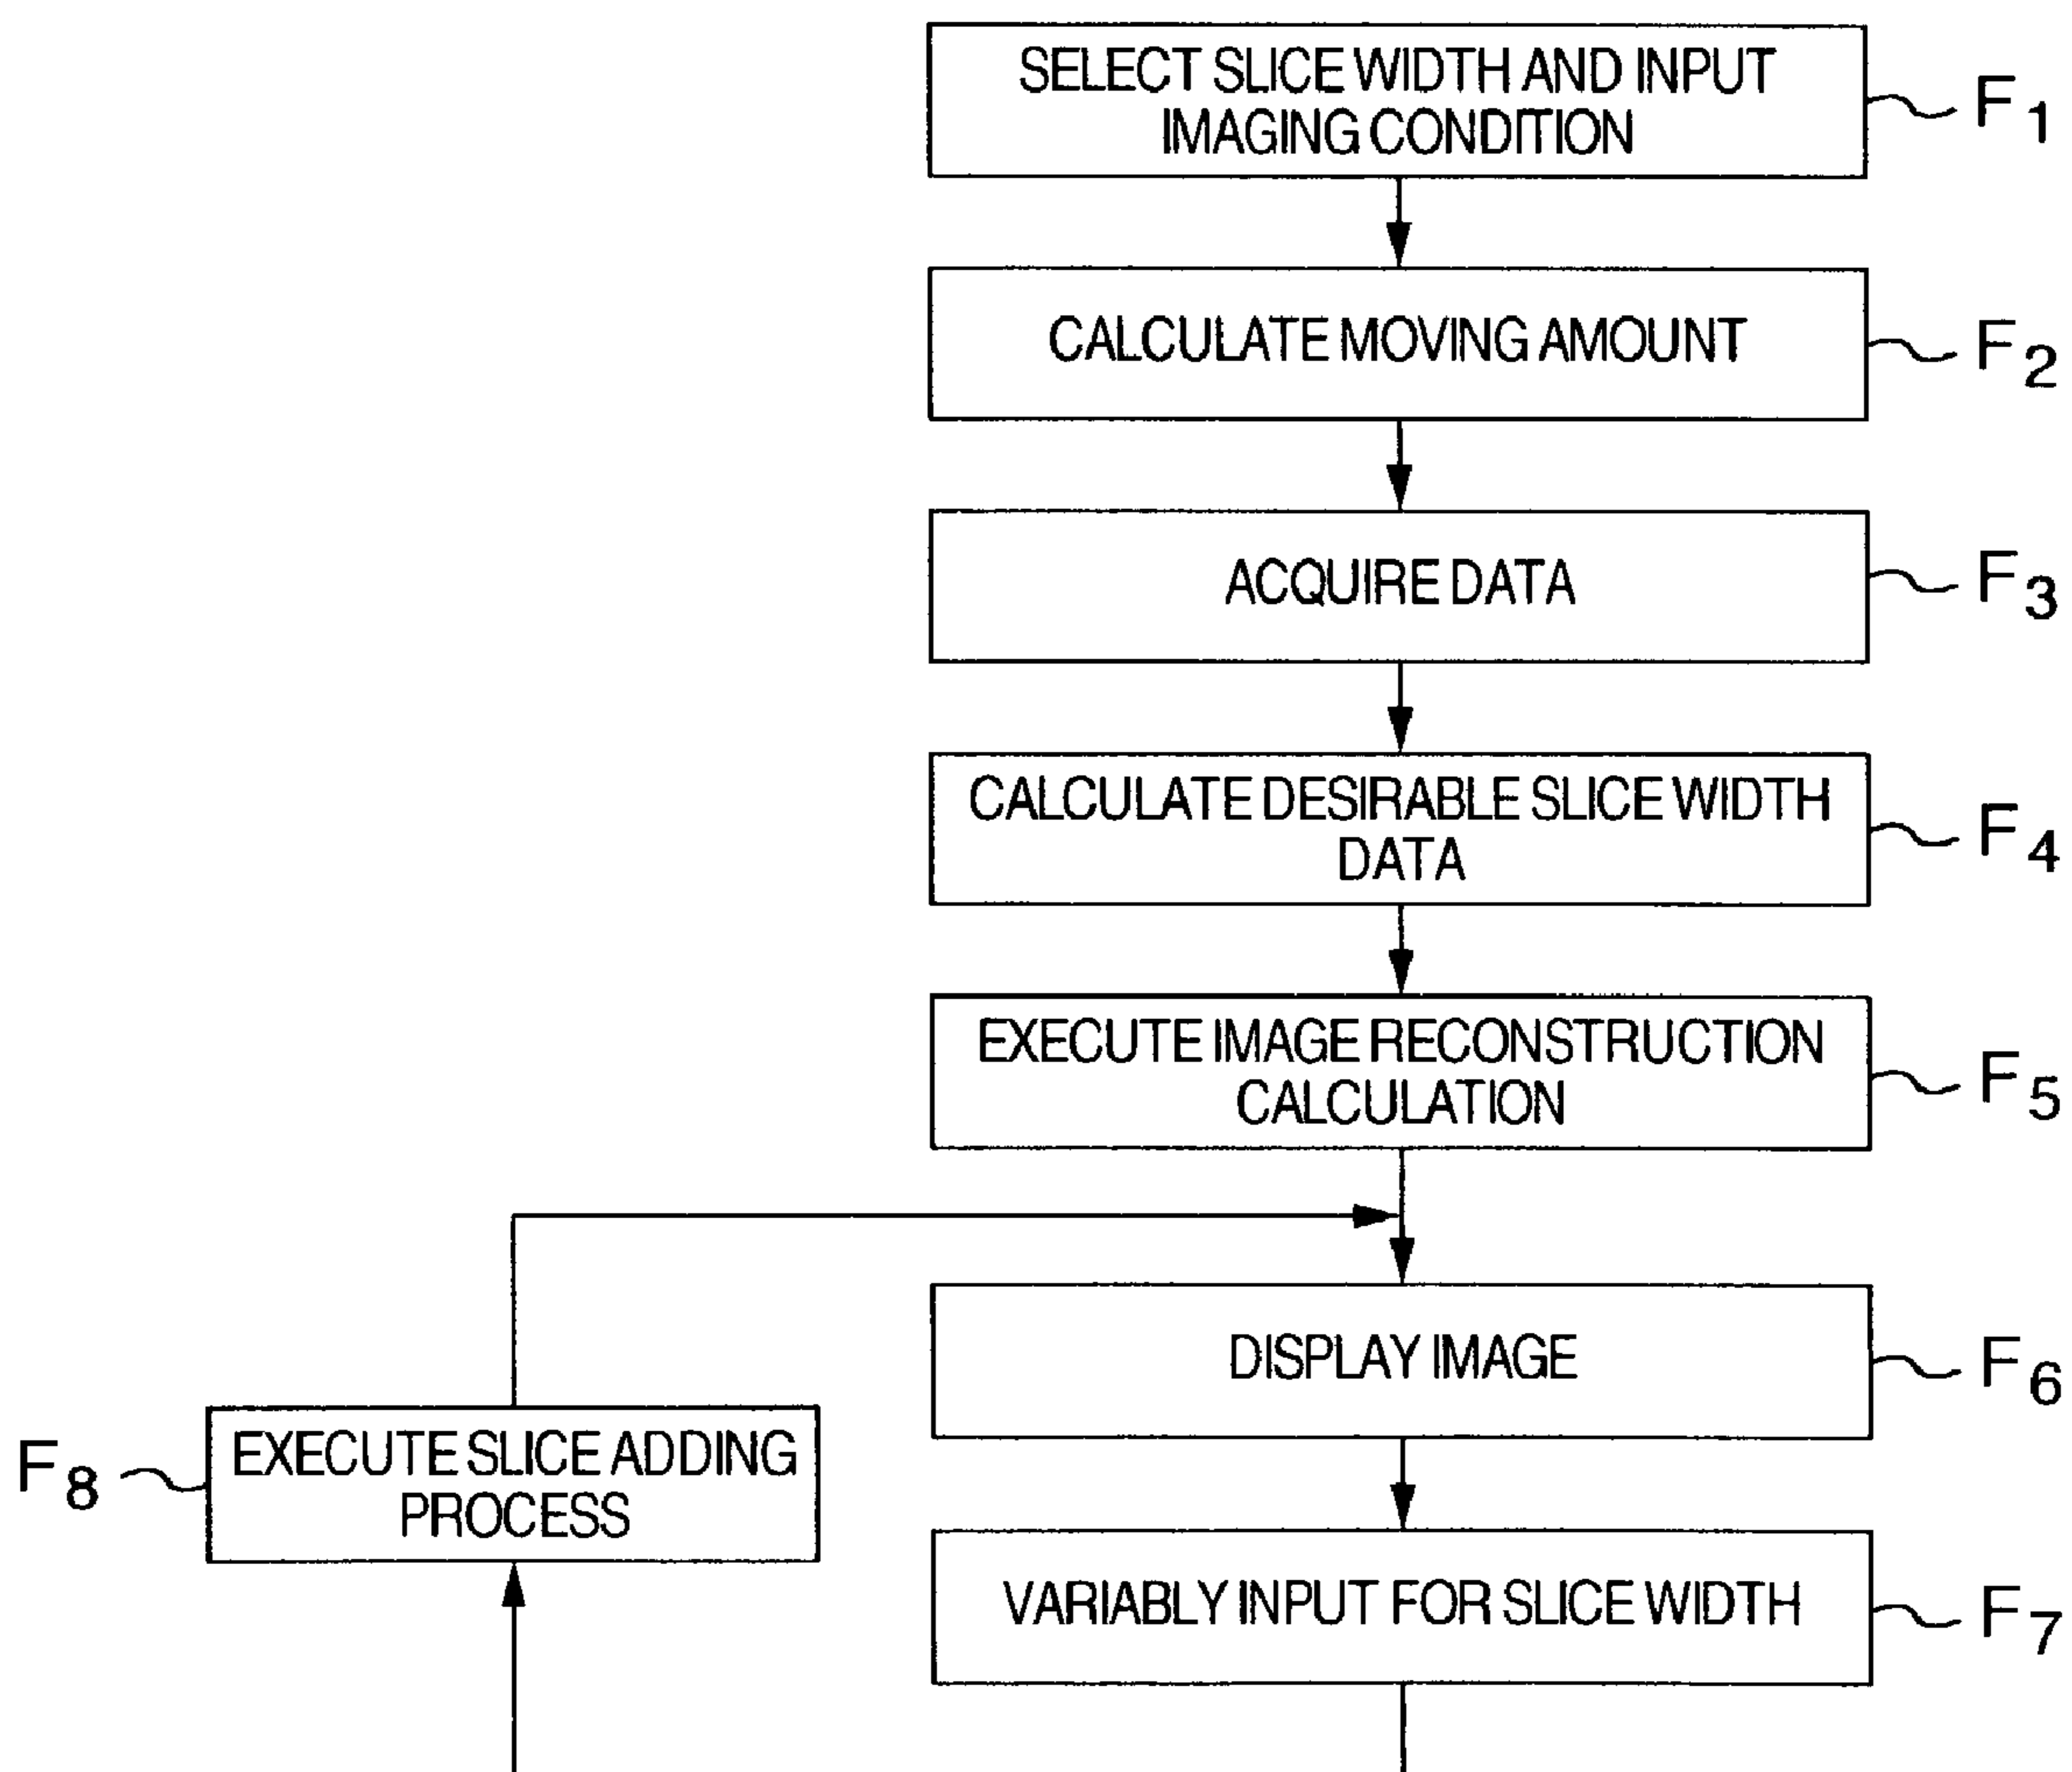 SELECT SLICE WIDTH AND INPUT
IMAGING CONDITION
F1
CALCULATE MOVING AMOUNT
F2
ACQUIRE DATA
F3
CALCULATE DESIRABLE SLICE WIDTH
DATA
F4
EXECUTE IMAGE RECONSTRUCTION
CALCULATION
F5
DISPLAY IMAGE
F6
F8
EXECUTE SLICE ADDING
PROCESS
VARIABLY INPUT FOR SLICE WIDTH
F7